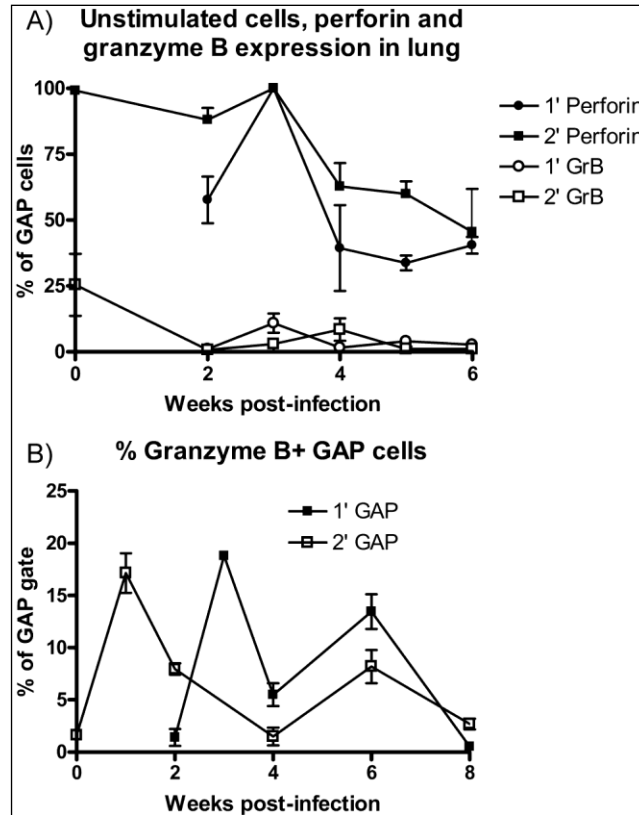 A)
Unstimulated cells, perforin and
granzyme B expression in lung
% of GAP cells
100
75
50
25
0
0 2 4 6
Weeks post-infection
1' Perforin
2' Perforin
1' GrB
2' GrB
B)
% Granzyme B+ GAP cells
% of GAP gate
25
20
15
10
5
0
0 2 4 6 8
Weeks post-infection
1' GAP
2' GAP